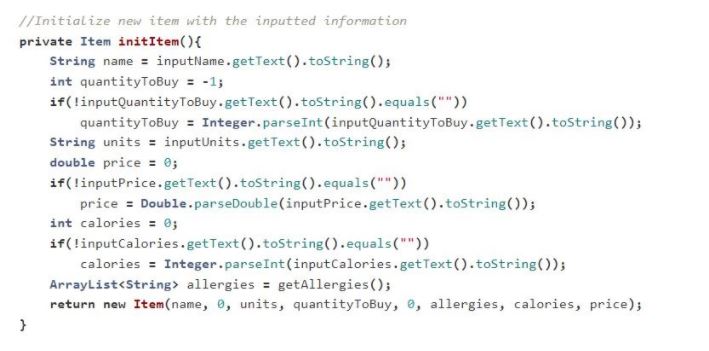 //Initialize new item with the inputted information
private Item initItem(){
    String name = inputName.getText().toString();
    int quantityToBuy = -1;
    if(!inputQuantityToBuy.getText().toString().equals(""))
        quantityToBuy = Integer.parseInt(inputQuantityToBuy.getText().toString());
    String units = inputUnits.getText().toString();
    double price = 0;
    if(!inputPrice.getText().toString().equals(""))
        price = Double.parseDouble(inputPrice.getText().toString());
    int calories = 0;
    if(!inputCalories.getText().toString().equals(""))
        calories = Integer.parseInt(inputCalories.getText().toString());
    ArrayList<String> allergies = getAllergies();
    return new Item(name, 0, units, quantityToBuy, 0, allergies, calories, price);
}